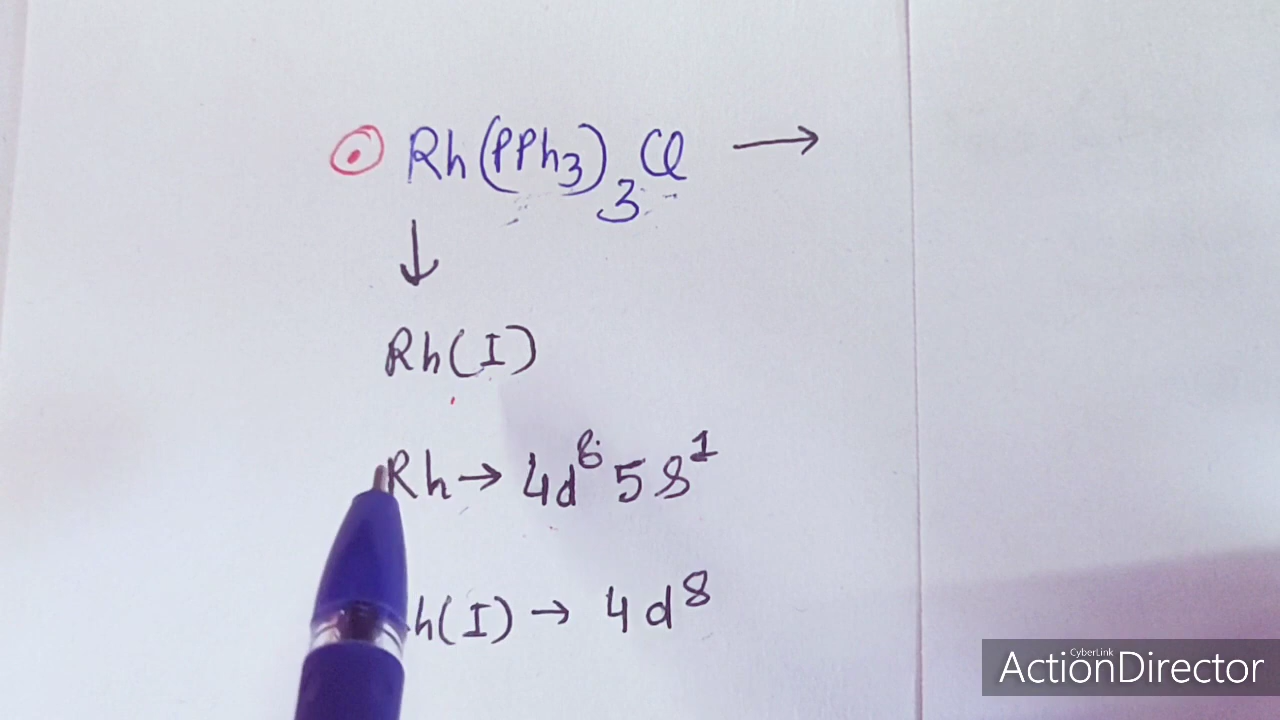 Rh(PPh₃)₃Cl →
↓
Rh(I)
Rh → 4d⁸ 5s¹
h(I) → 4d⁸
CyberLink
ActionDirector